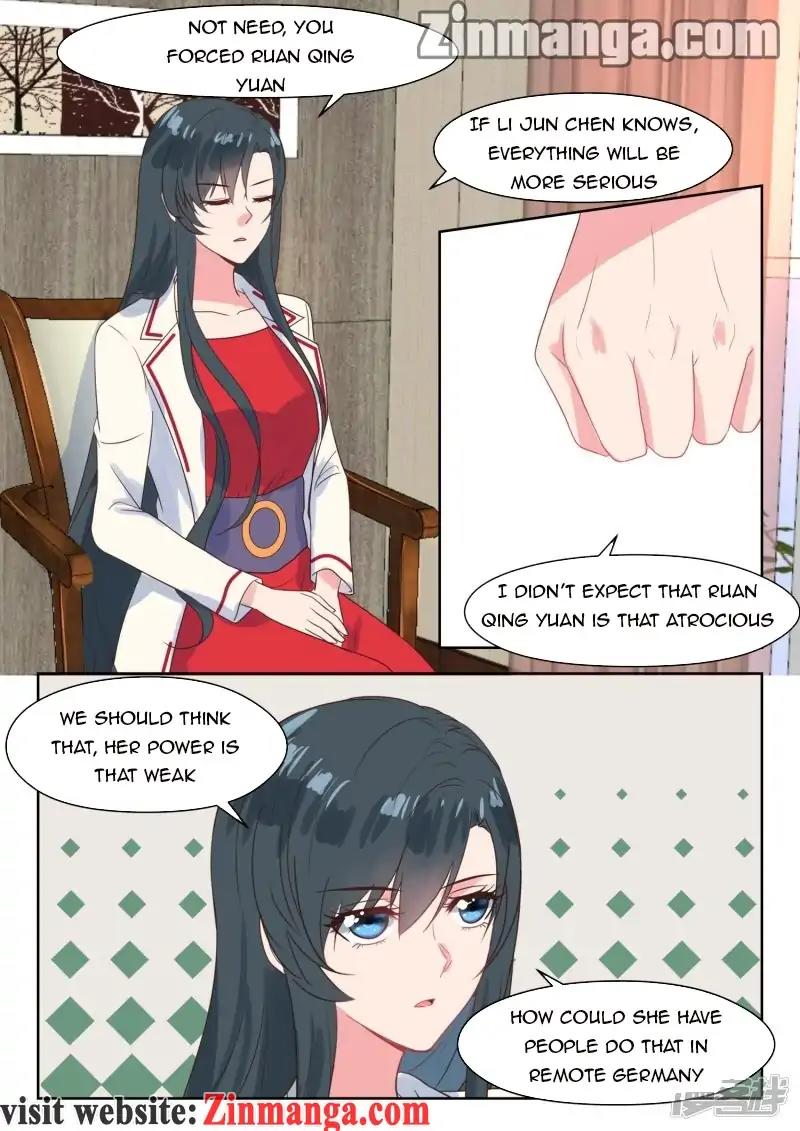 Zinmanga.com
NOT NEED, YOU
FORCED RUAN QING
YUAN
IF LI JUN CHEN KNOWS,
EVERYTHING WILL BE
MORE SERIOUS
I DIDN'T EXPECT THAT RUAN
QING YUAN IS THAT ATROCIOUS
WE SHOULD THINK
THAT, HER POWER IS
THAT WEAK
HOW COULD SHE HAVE
PEOPLE DO THAT IN
REMOTE GERMANY
visit website: Zinmanga.com